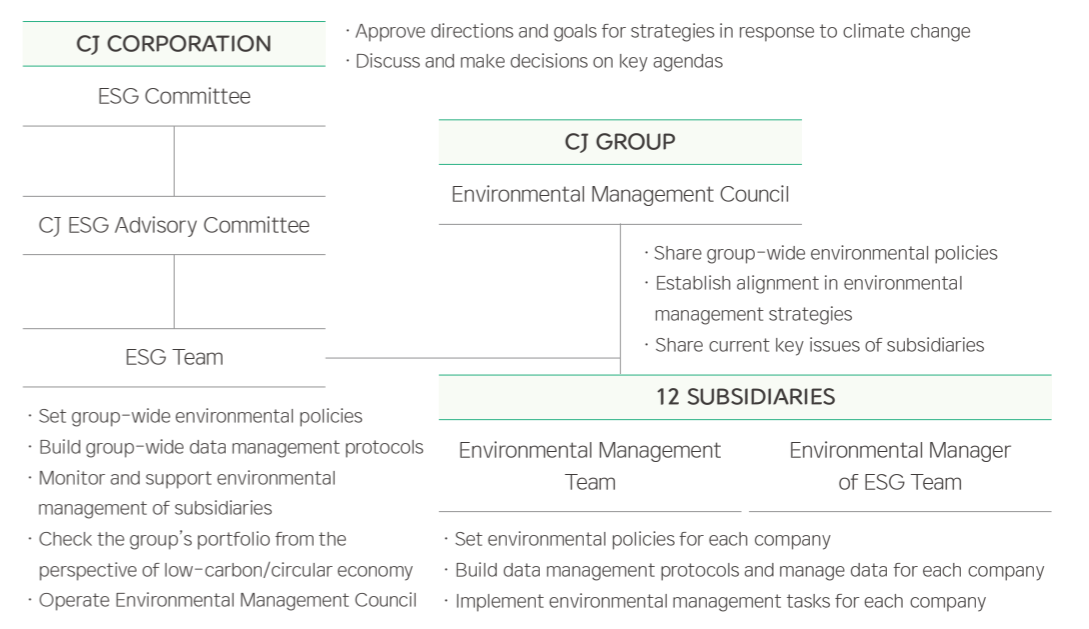 CJ CORPORATION
· Approve directions and goals for strategies in response to climate change
· Discuss and make decisions on key agendas
ESG Committee
CJ ESG Advisory Committee
ESG Team
· Set group-wide environmental policies
· Build group-wide data management protocols
· Monitor and support environmental
management of subsidiaries
· Check the group's portfolio from the
perspective of low-carbon/circular economy
· Operate Environmental Management Council
CJ GROUP
Environmental Management Council
· Share group-wide environmental policies
· Establish alignment in environmental
management strategies
· Share current key issues of subsidiaries
12 SUBSIDIARIES
Environmental Management
Team
Environmental Manager
of ESG Team
· Set environmental policies for each company
· Build data management protocols and manage data for each company
· Implement environmental management tasks for each company